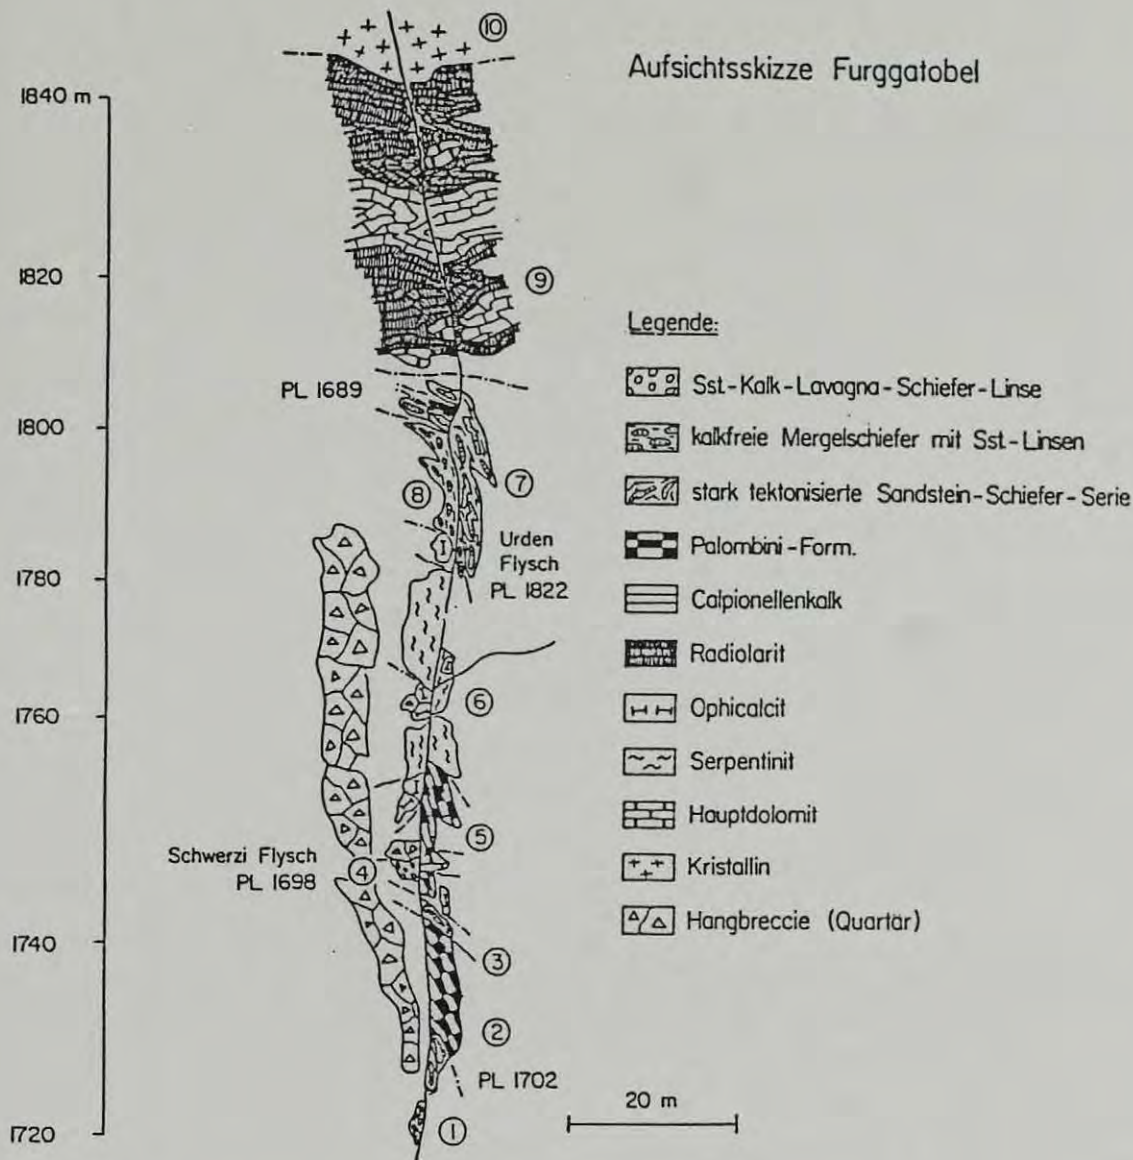 Aufsichtsskizze Furggatobel
⑩
1840 m
1820
⑨
PL 1689
1800
⑧
⑦
Urden
Flysch
PL 1822
1780
1760
⑥
⑤
Schwerzi Flysch
PL 1698
④
1740
③
②
PL 1702
1720
①
20 m
Legende:
Sst-Kalk-Lavagna-Schiefer-Linse
kalkfreie Mergelschiefer mit Sst-Linsen
stark tektonisierte Sandstein-Schiefer-Serie
Palombini-Form.
Calpionellenkalk
Radiolarit
Ophicalcit
Serpentinit
Hauptdolomit
Kristallin
Hangbreccie (Quartär)